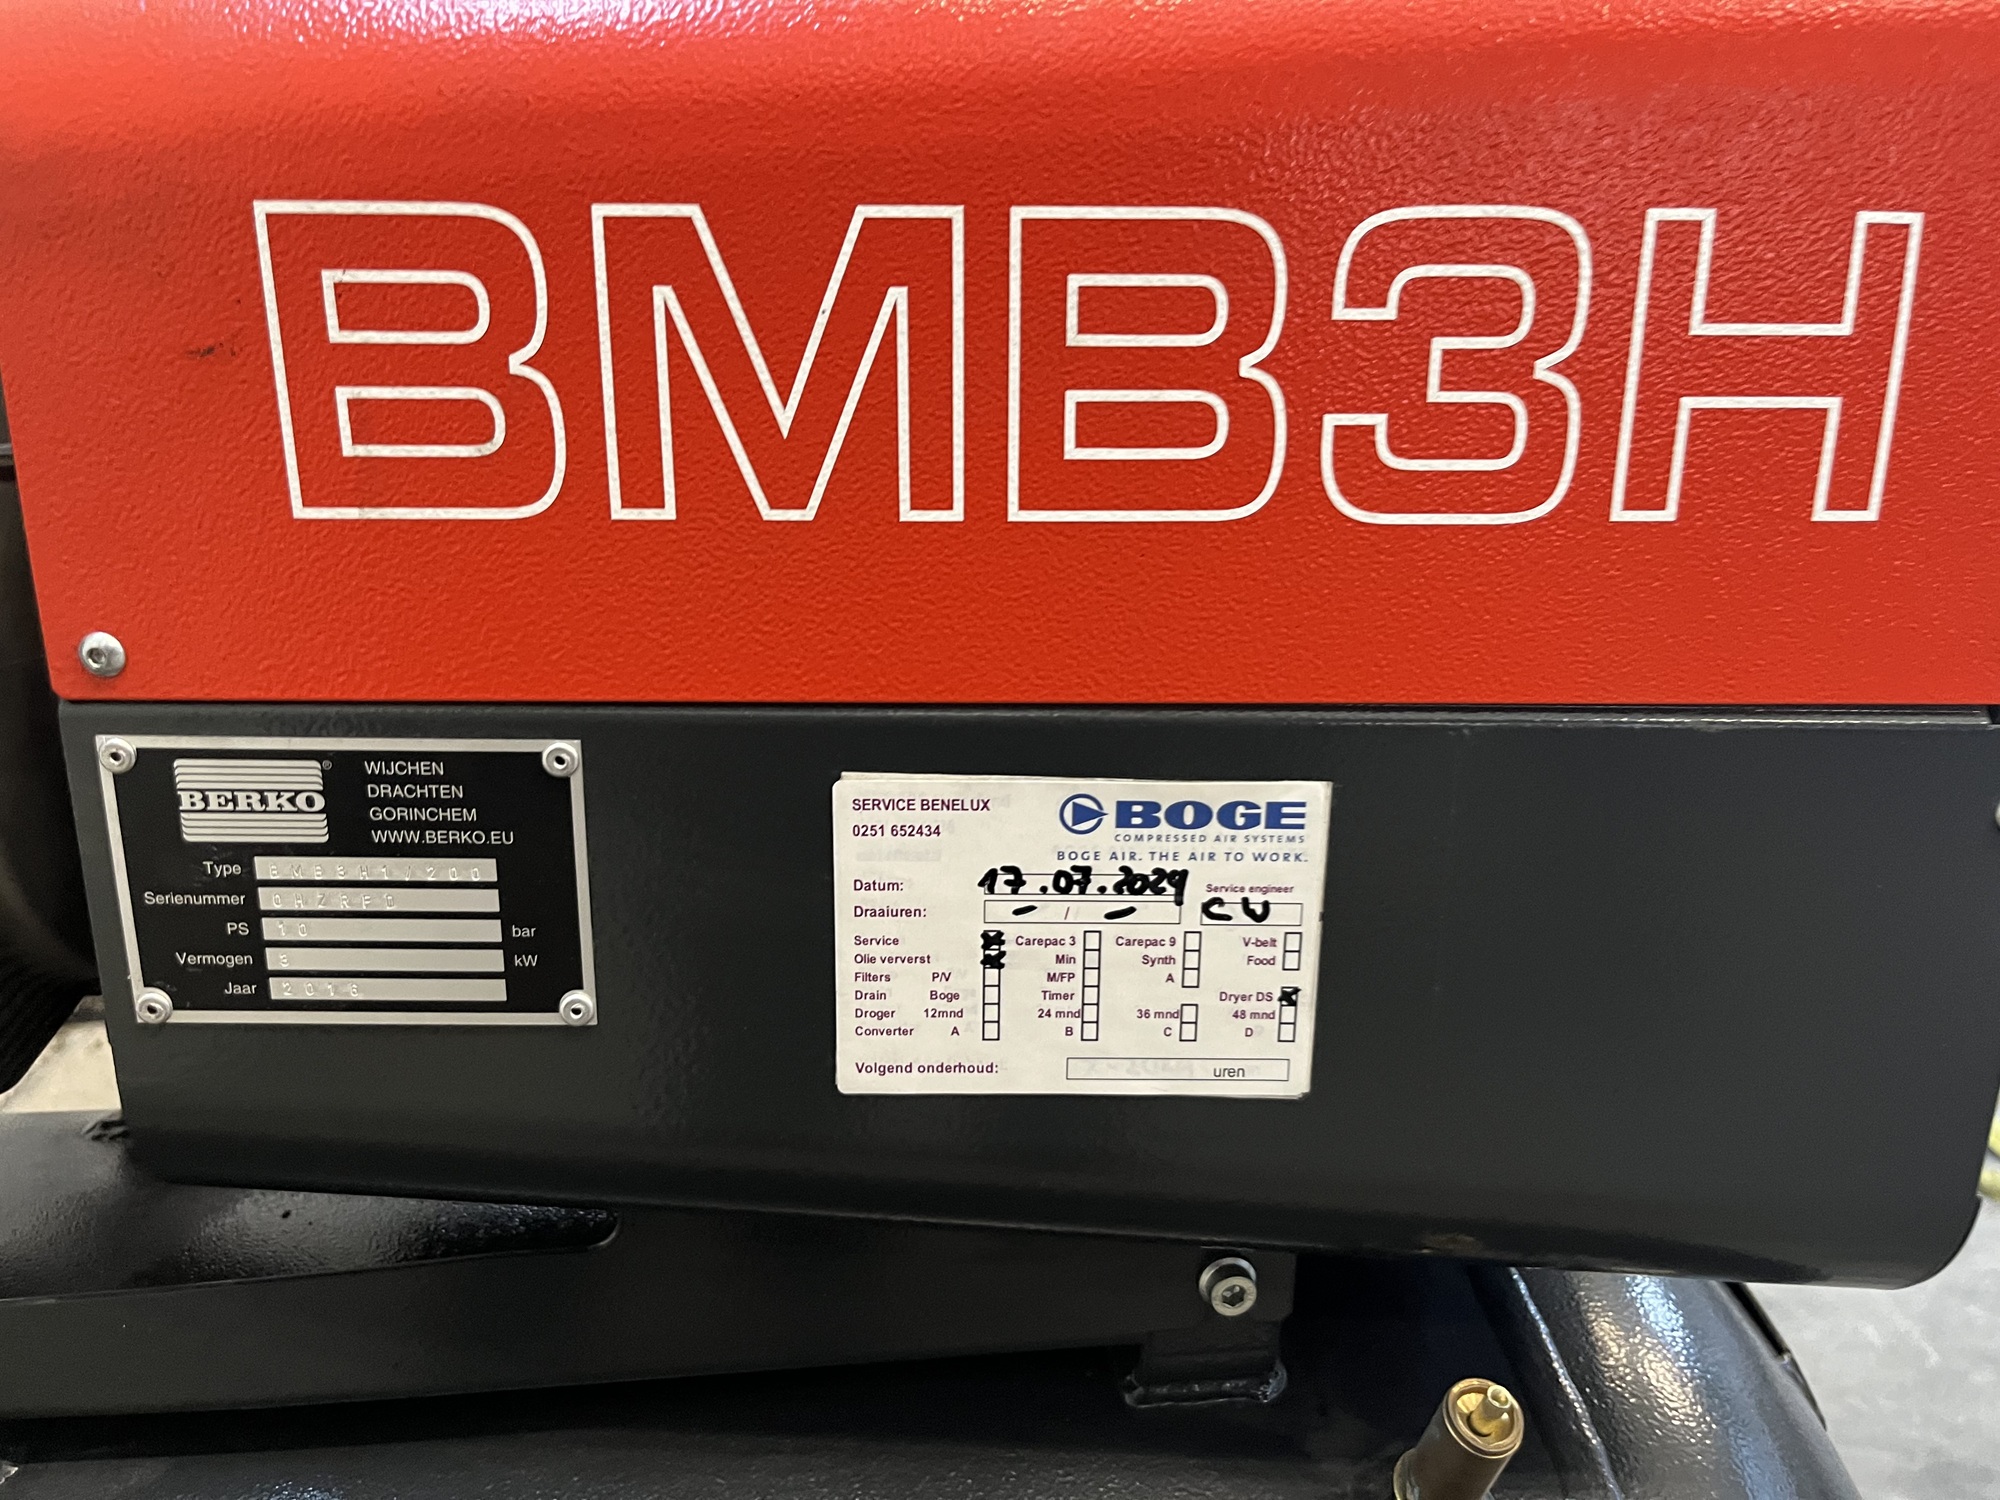 BMB3H
BERKO®
WIJCHEN
DRACHTEN
GORINCHEM
WWW.BERKO.EU
Type BMB3H1/200
Serienummer
PS 10 bar
Vermogen 3 kW
Jaar 2016
SERVICE BENELUX
0251 652434
BOGE
COMPRESSED AIR SYSTEMS
BOGE AIR. THE AIR TO WORK.
Datum: 17.07.2024 Service engineer
Draaiuren: - / -
Service Carepac 3 Carepac 9 V-belt
Olie ververst Min Synth Food
Filters P/V M/FP A
Drain Boge Timer Dryer DS
Droger 12mnd 24 mnd 36 mnd 48 mnd
Converter A B C D
Volgend onderhoud: uren